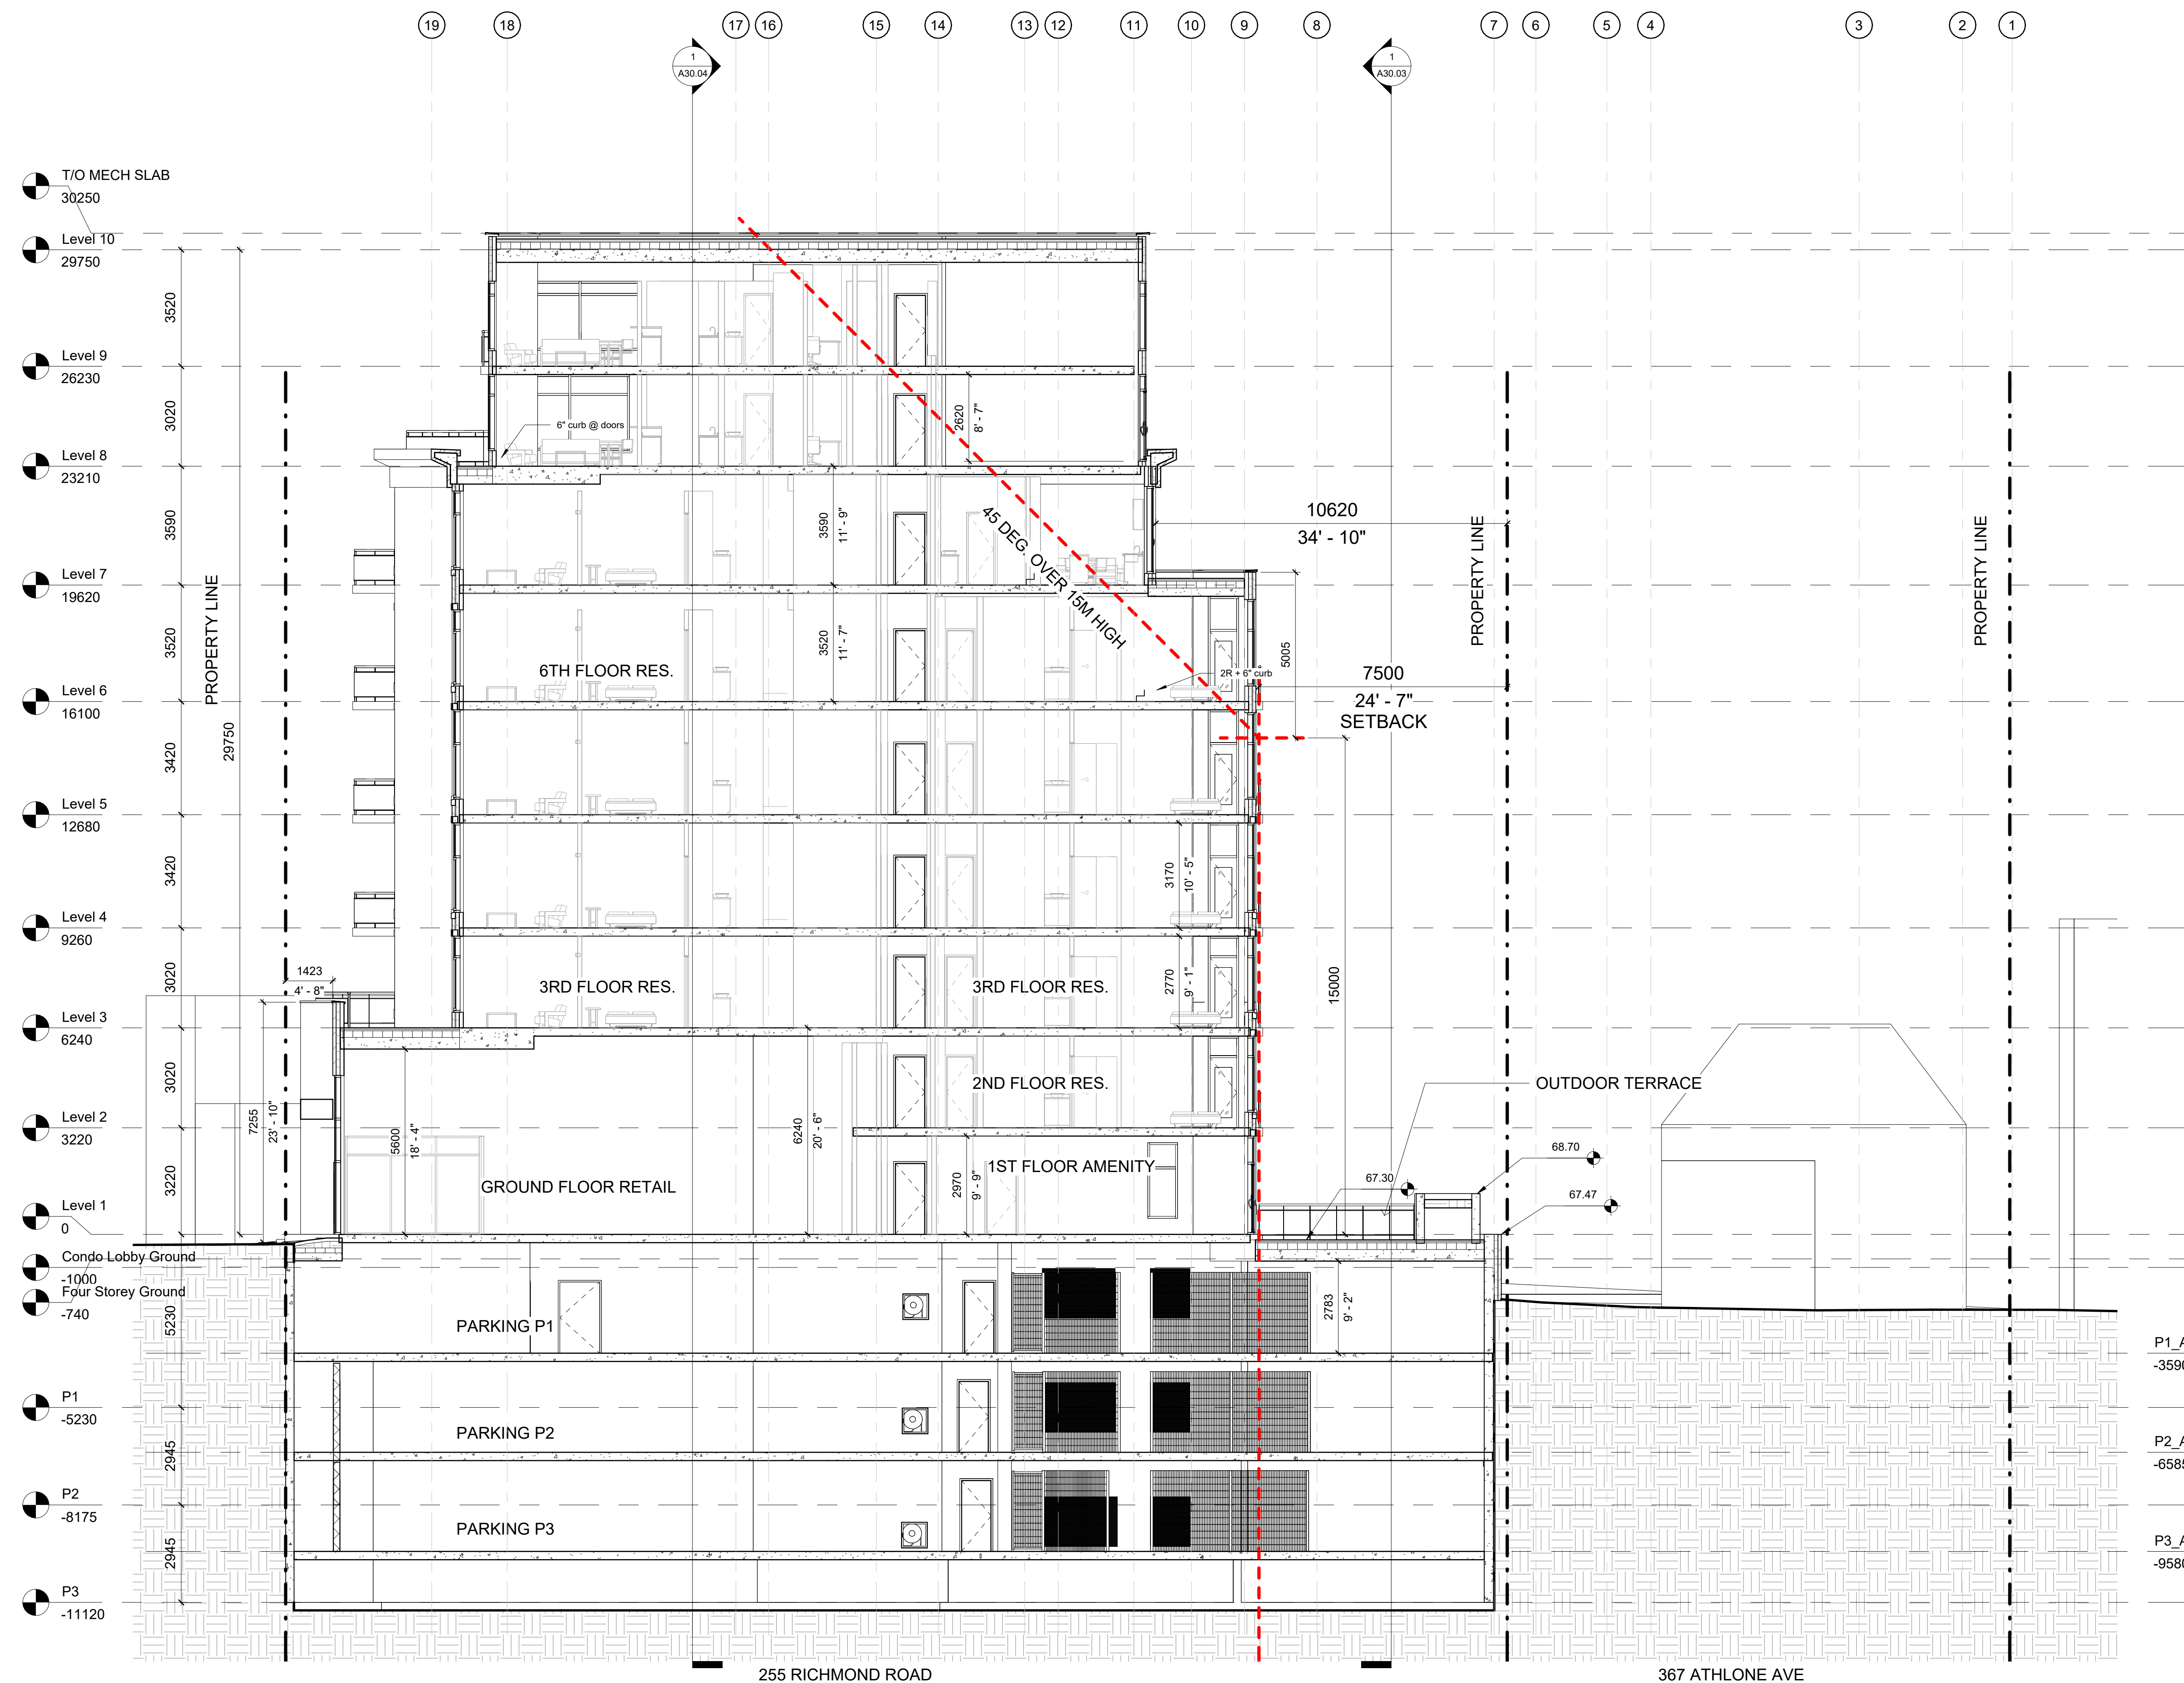 19 18 17 16 15 14 13 12 11 10 9 8 7 6 5 4 3 2 1
1
A30.04
1
A30.03
T/O MECH SLAB
30250
Level 10
29750
3520
Level 9
26230
3020
2620
8' - 7"
6" curb @ doors
Level 8
23210
3590
3590
11' - 9"
45 DEG. OVER 15M HIGH
10620
34' - 10"
PROPERTY LINE
PROPERTY LINE
PROPERTY LINE
Level 7
19620
3520
3520
11' - 7"
6TH FLOOR RES.
2R + 6" curb
5005
7500
24' - 7"
SETBACK
Level 6
16100
29750
3420
Level 5
12680
3420
3170
10' - 5"
Level 4
9260
3020
1423
4' - 8"
3RD FLOOR RES.
3RD FLOOR RES.
2770
9' - 1"
15000
Level 3
6240
3020
2ND FLOOR RES.
OUTDOOR TERRACE
Level 2
3220
7255
23' - 10"
5600
18' - 4"
6240
20' - 6"
3220
GROUND FLOOR RETAIL
2970
9' - 9"
1ST FLOOR AMENITY
68.70
67.30
67.47
Level 1
0
Condo Lobby Ground
-1000
Four Storey Ground
-740
5230
PARKING P1
2783
9' - 2"
P1_A
-3590
P1
-5230
PARKING P2
2945
P2_A
-6585
P2
-8175
PARKING P3
2945
P3_A
-9580
P3
-11120
255 RICHMOND ROAD
367 ATHLONE AVE